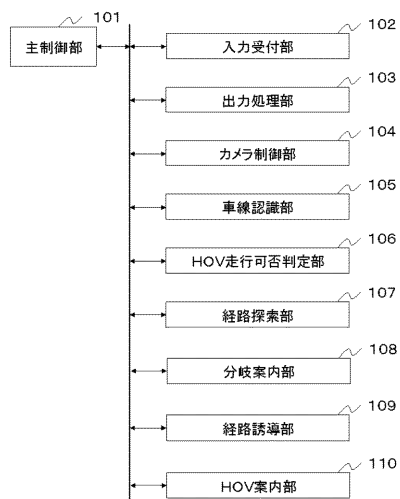 101
主制御部
102
入力受付部
103
出力処理部
104
カメラ制御部
105
車線認識部
106
HOV走行可否判定部
107
経路探索部
108
分岐案内部
109
経路誘導部
110
HOV案内部